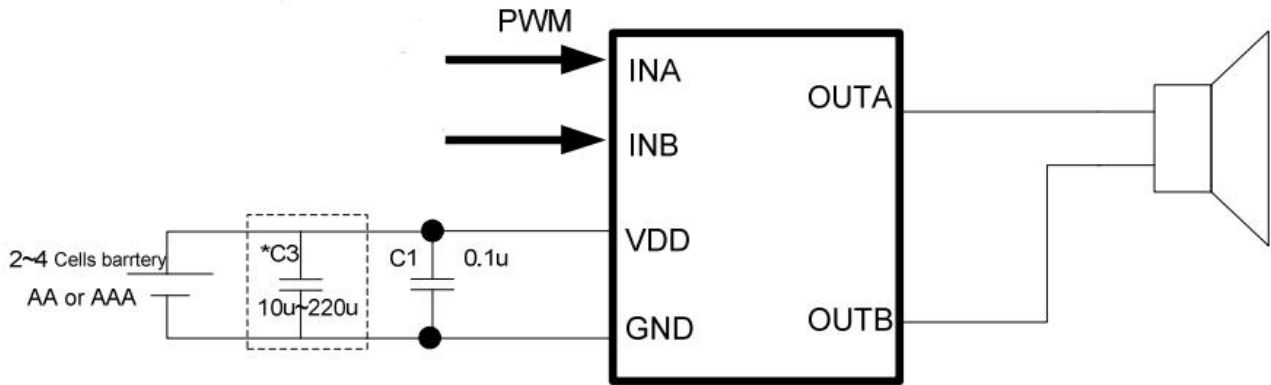 PWM
INA
OUTA
INB
VDD
2~4 Cells barrtery
*C3
C1
0.1u
AA or AAA
10u~220u
GND
OUTB